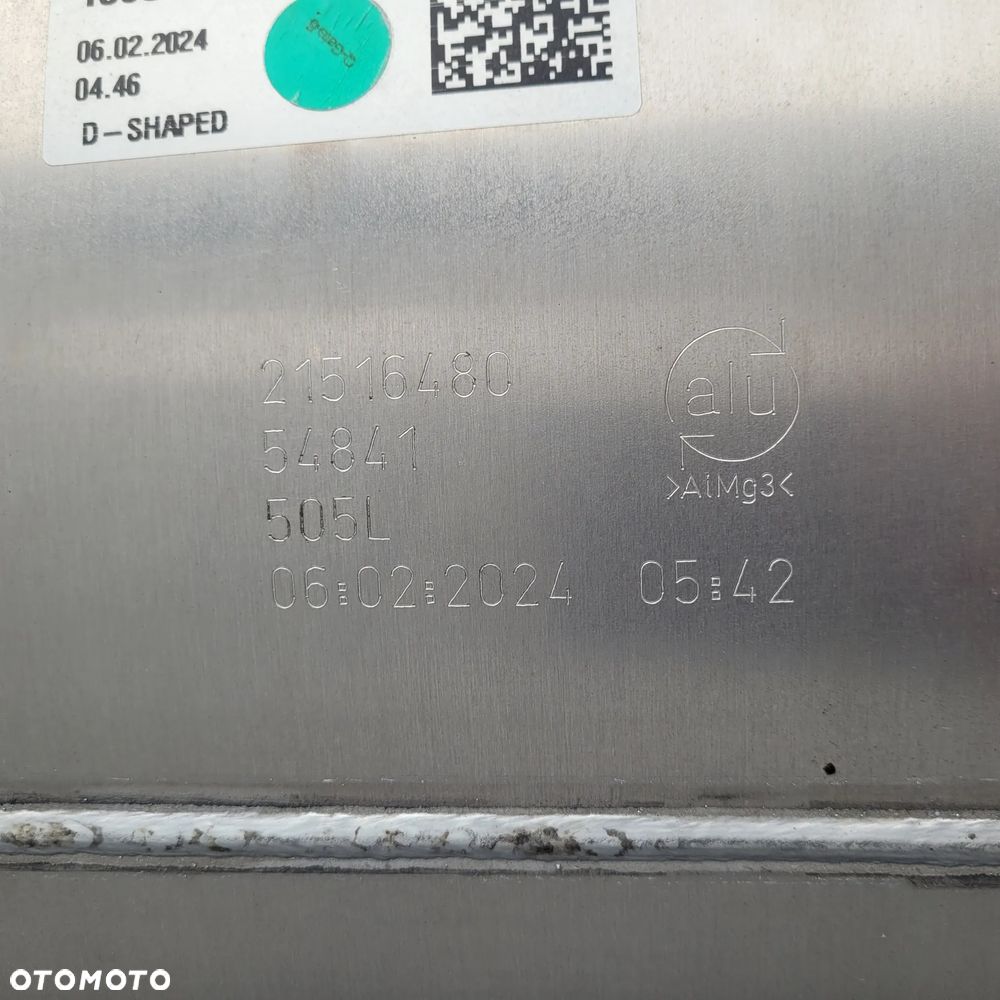 06.02.2024
04.46
D-SHAPED
21516480
54841
505L
06:02:2024 05:42
alu
>AlMg3<
OTOMOTO